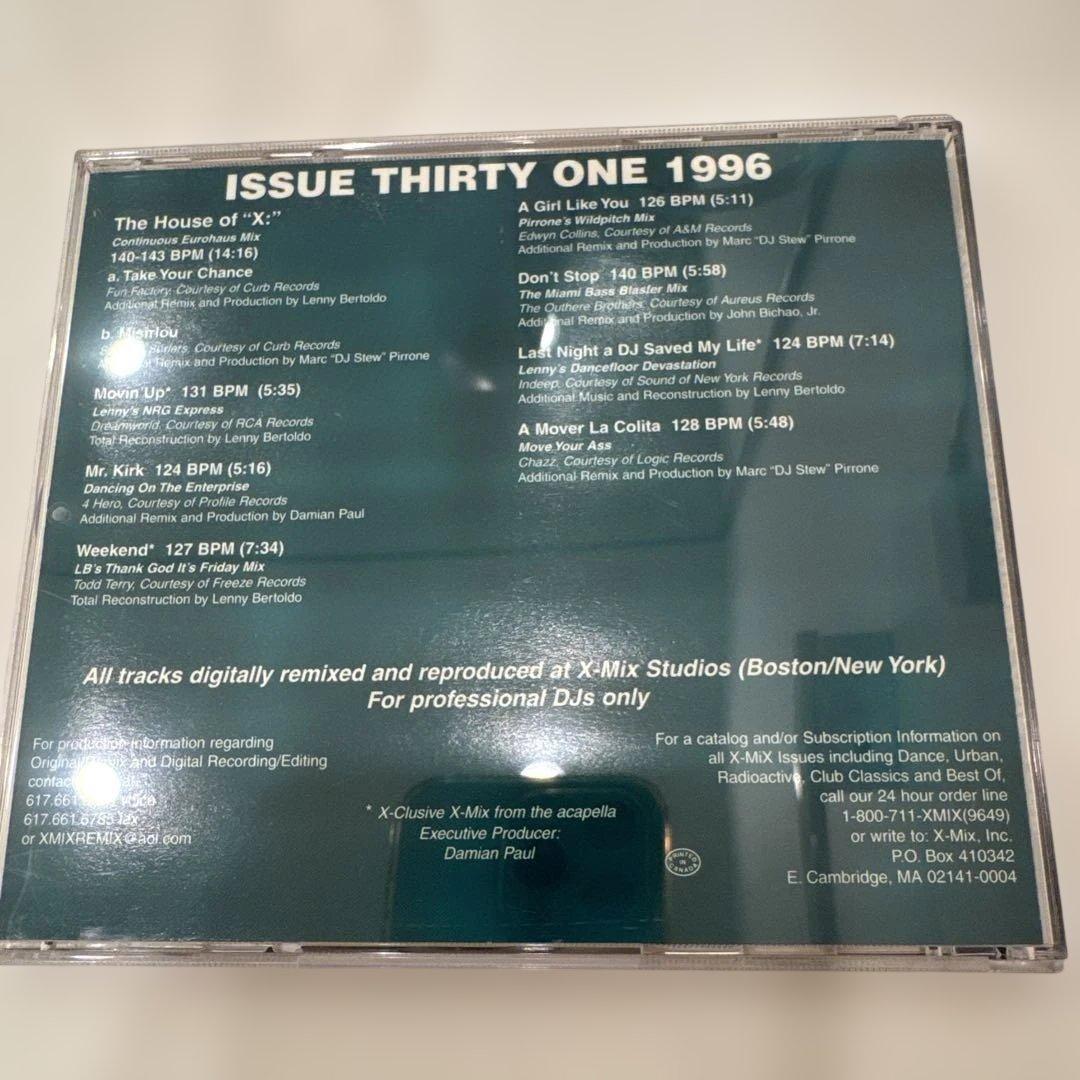 ISSUE THIRTY ONE 1996
The House of “X:”
Continuous Eurohaus Mix
140-143 BPM (14:16)
a. Take Your Chance
Fun Factory, Courtesy of Curb Records
Additional Remix and Production by Lenny Bertoldo
b. Misirlou
Surfers, Courtesy of Curb Records
Remix and Production by Marc “DJ Stew” Pirrone
Movin'Up* 131 BPM (5:35)
Lenny's NRG Express
Dreamworld, Courtesy of RCA Records
Total Reconstruction by Lenny Bertoldo
Mr. Kirk 124 BPM (5:16)
Dancing On The Enterprise
4 Hero, Courtesy of Profile Records
Additional Remix and Production by Damian Paul
Weekend* 127 BPM (7:34)
LB's Thank God It's Friday Mix
Todd Terry, Courtesy of Freeze Records
Total Reconstruction by Lenny Bertoldo
A Girl Like You 126 BPM (5:11)
Pirrone's Wildpitch Mix
Edwyn Collins, Courtesy of A&M Records
Additional Remix and Production by Marc “DJ Stew” Pirrone
Don't Stop 140 BPM (5:58)
The Miami Bass Blaster Mix
The Outhere Brothers, Courtesy of Aureus Records
Additional Remix and Production by John Bichao, Jr.
Last Night a DJ Saved My Life* 124 BPM (7:14)
Lenny's Dancefloor Devastation
Indeep, Courtesy of Sound of New York Records
Additional Music and Reconstruction by Lenny Bertoldo
A Mover La Colita 128 BPM (5:48)
Move Your Ass
Chazz, Courtesy of Logic Records
Additional Remix and Production by Marc “DJ Stew” Pirrone
All tracks digitally remixed and reproduced at X-Mix Studios (Boston/New York)
For professional DJs only
For production information regarding
Original/Remix and Digital Recording/Editing
617.661.6785 fax
or XMIXREMIX@aol.com
* X-Clusive X-Mix from the acapella
Executive Producer:
Damian Paul
PRINTED IN CANADA
For a catalog and/or Subscription Information on
all X-MiX Issues including Dance, Urban,
Radioactive, Club Classics and Best Of,
call our 24 hour order line
1-800-711-XMIX(9649)
or write to: X-Mix, Inc.
P.O. Box 410342
E. Cambridge, MA 02141-0004